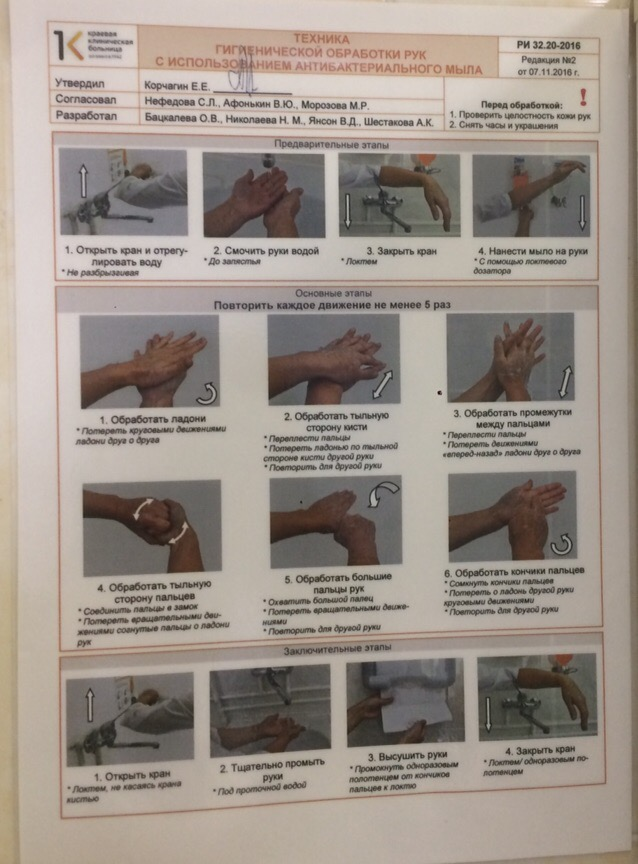 1К
краевая
клиническая
больница
ТЕХНИКА
ГИГИЕНИЧЕСКОЙ ОБРАБОТКИ РУК
С ИСПОЛЬЗОВАНИЕМ АНТИБАКТЕРИАЛЬНОГО МЫЛА
РИ 32.20-2016
Редакция №2
от 07.11.2016 г.
Утвердил Корчагин Е.Е.
Согласовал Нефедова С.Л., Афонькин В.Ю., Морозова М.Р.
Разработал Бацкалева О.В., Николаева Н. М., Янсон В.Д., Шестакова А.К.
Перед обработкой: !
1. Проверить целостность кожи рук
2. Снять часы и украшения
Предварительные этапы
1. Открыть кран и отрегу-
лировать воду
* Не разбрызгивая
2. Смочить руки водой
* До запястья
3. Закрыть кран
* Локтем
4. Нанести мыло на руки
* С помощью локтевого
дозатора
Основные этапы
Повторить каждое движение не менее 5 раз
1. Обработать ладони
* Потереть круговыми движениями
ладони друг о друга
2. Обработать тыльную
сторону кисти
* Переплести пальцы
* Потереть ладонью по тыльной
стороне кисти другой руки
* Повторить для другой руки
3. Обработать промежутки
между пальцами
* Переплести пальцы
* Потереть движениями
«вперед-назад» ладони друг о друга
4. Обработать тыльную
сторону пальцев
* Соединить пальцы в замок
* Потереть вращательными дви-
жениями согнутые пальцы о ладони
рук
5. Обработать большие
пальцы рук
* Охватить большой палец
* Потереть вращательными движе-
ниями
* Повторить для другой руки
6. Обработать кончики пальцев
* Сомкнуть кончики пальцев
* Потереть о ладонь другой руки
круговыми движениями
* Повторить для другой руки
Заключительные этапы
1. Открыть кран
* Локтем, не касаясь крана
кистью
2. Тщательно промыть
руки
* Под проточной водой
3. Высушить руки
* Промокнуть одноразовым
полотенцем от кончиков
пальцев к локтю
4. Закрыть кран
* Локтем/ одноразовым по-
лотенцем